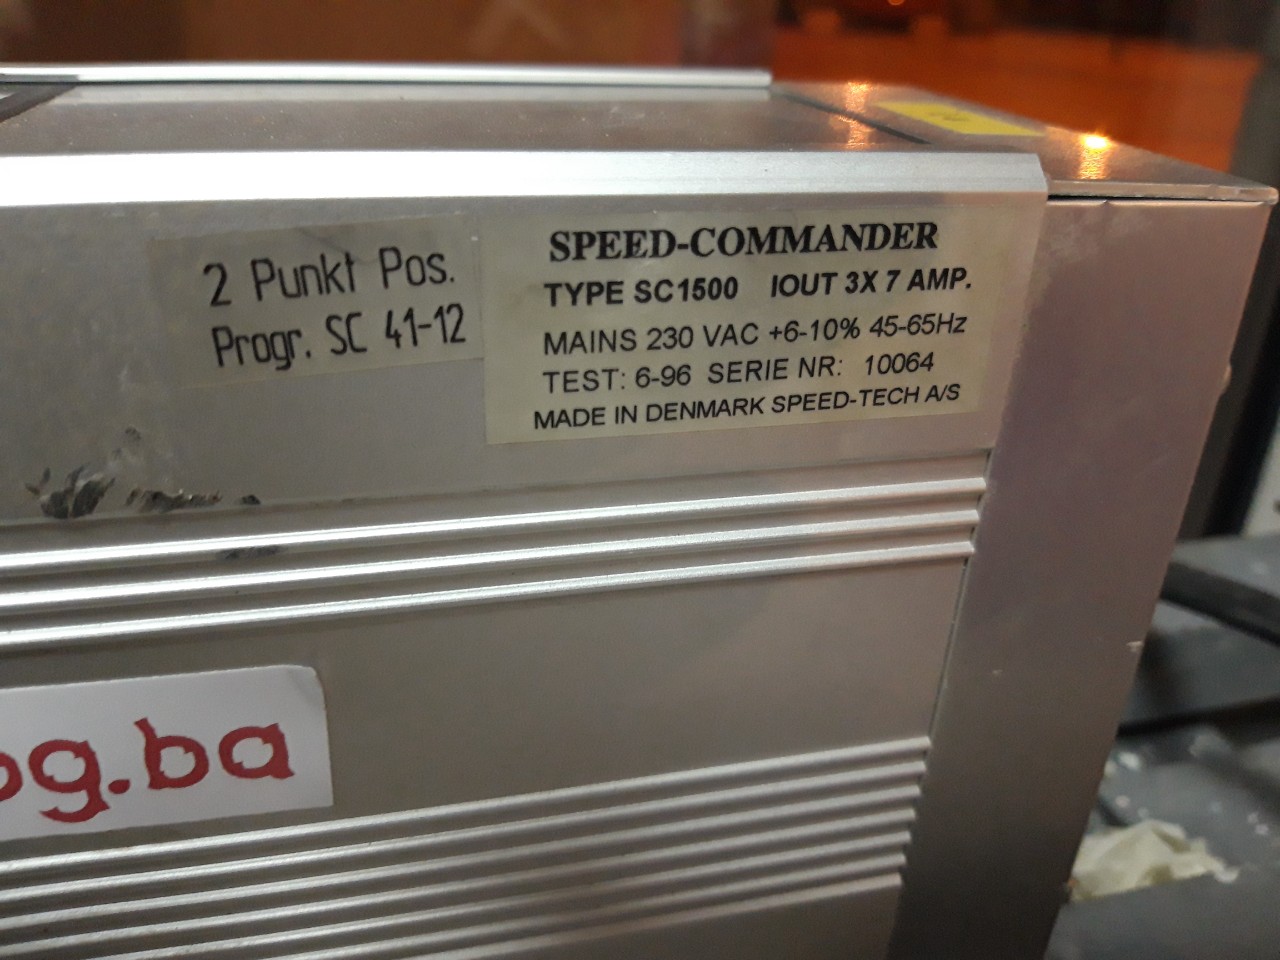 2 Punkt Pos.
Progr. SC 41-12
SPEED-COMMANDER
TYPE SC1500 IOUT 3X 7 AMP.
MAINS 230 VAC +6-10% 45-65Hz
TEST: 6-96 SERIE NR: 10064
MADE IN DENMARK SPEED-TECH A/S
og.ba